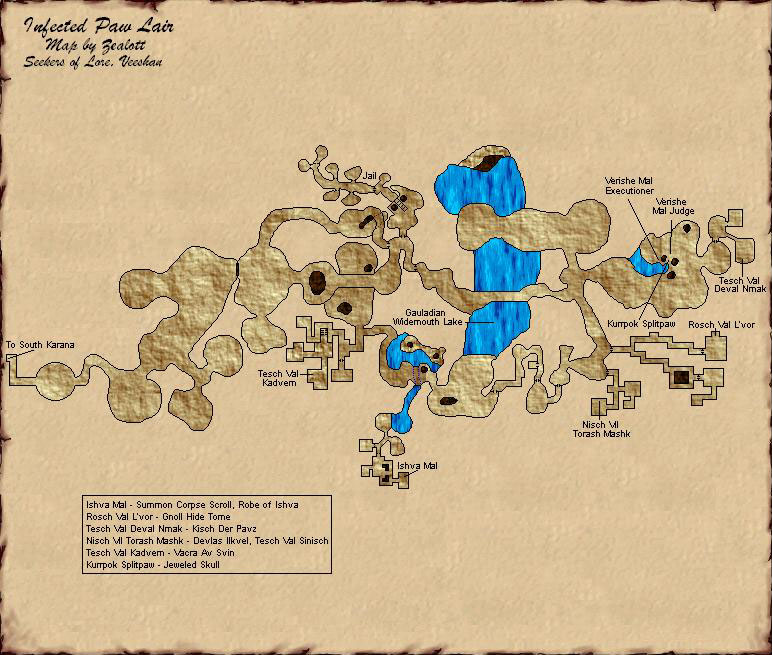 Infected Paw Lair
Map by Zealott
Seekers of Lore, Veeshan
Jail
Verishe Mal
Executioner
Verishe
Mal Judge
Tesch Val
Deval Nmak
Gauladian
Widemouth Lake
Kurrpok Splitpaw
Rosch Val L'vor
To South Karana
Tesch Val
Kadvern
Nisch Vll
Torash Mashk
Ishva Mal
Ishva Mal - Summon Corpse Scroll, Robe of Ishva
Rosch Val L'vor - Gnoll Hide Tome
Tesch Val Deval Nmak - Kisch Der Pavz
Nisch Vll Torash Mashk - Devlas Ilkvel, Tesch Val Sinisch
Tesch Val Kadvern - Vacra Av Svin
Kurrpok Splitpaw - Jeweled Skull